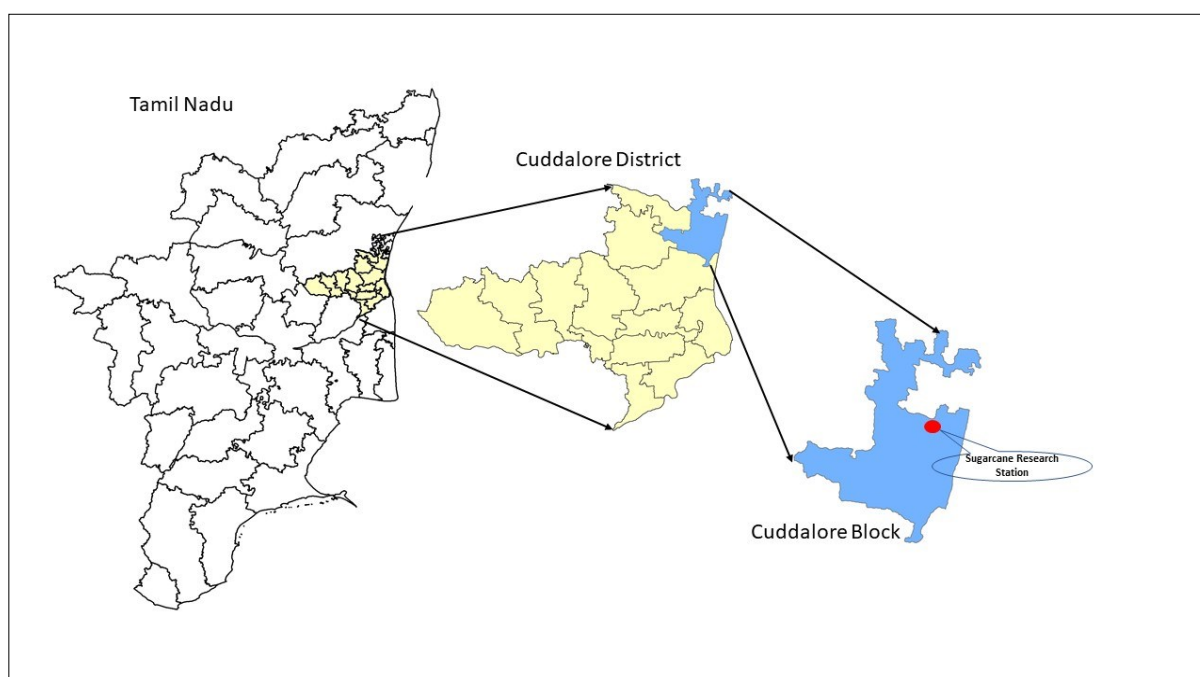 Tamil Nadu
Cuddalore District
Sugarcane Research
Station
Cuddalore Block